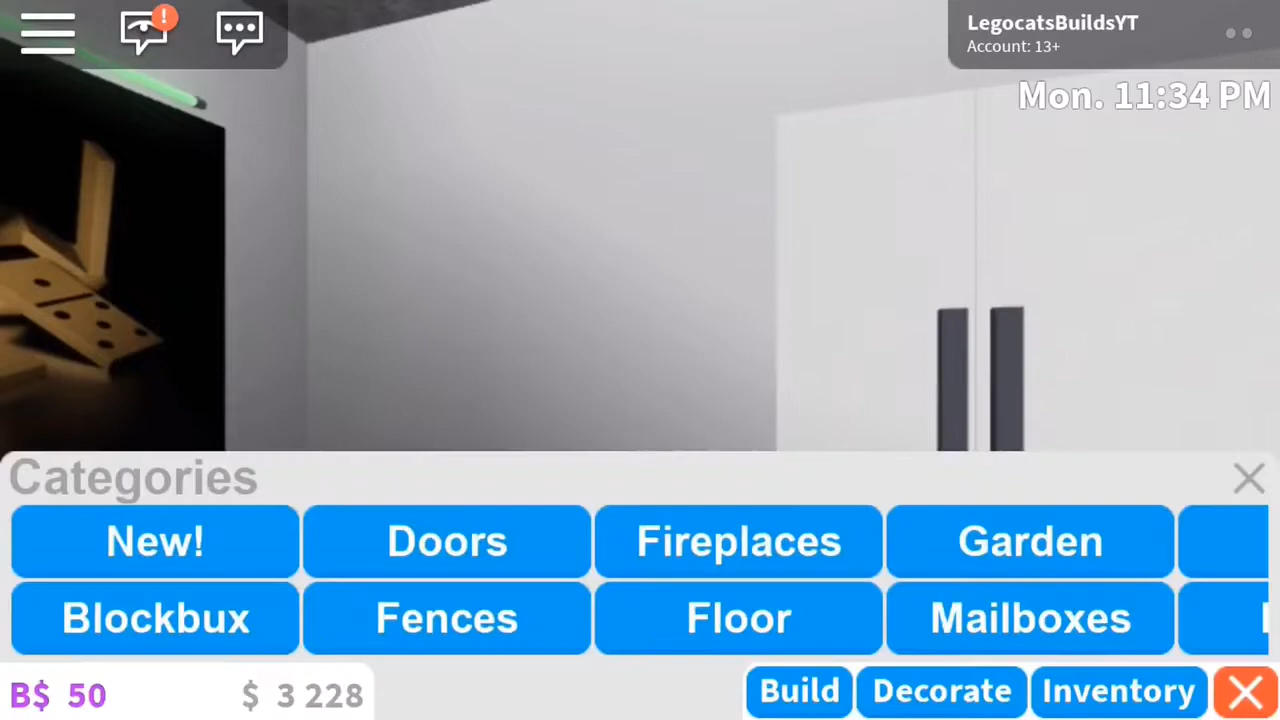 !
LegocatsBuildsYT
Account: 13+
Mon. 11:34 PM
Categories
New! Doors Fireplaces Garden
Blockbux Fences Floor Mailboxes
B$ 50 $ 3 228 Build Decorate Inventory